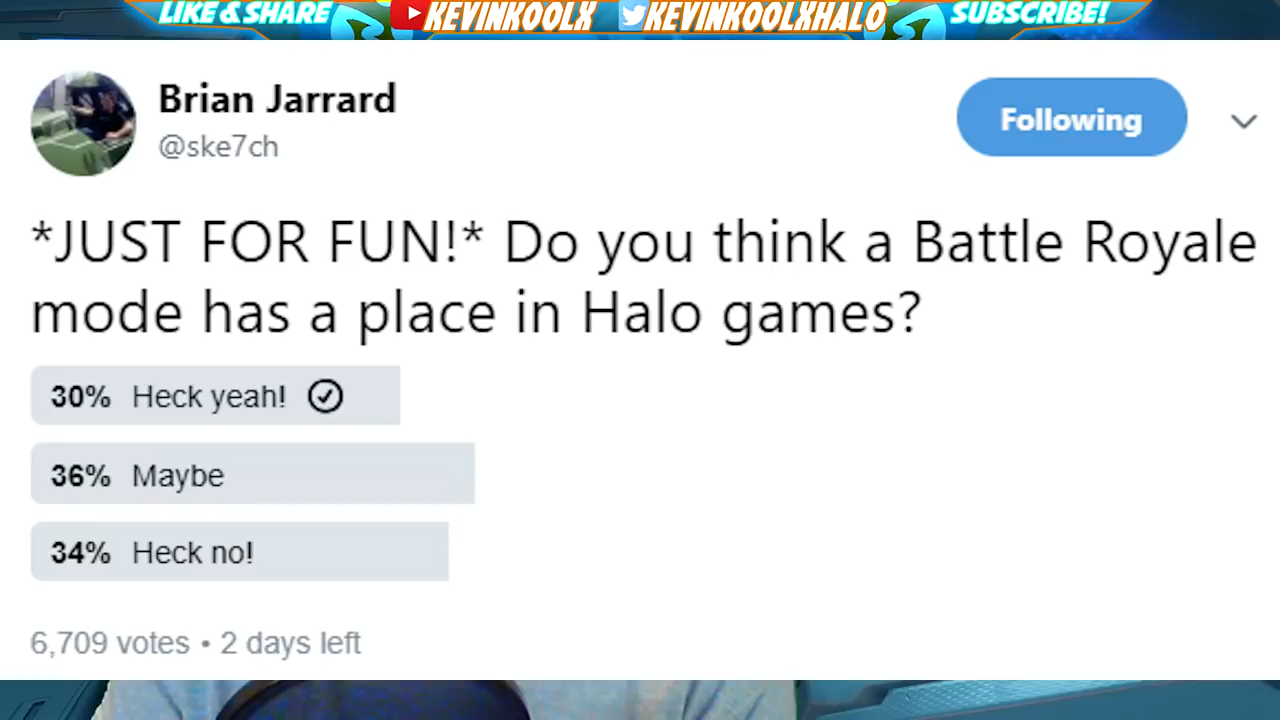 LIKE & SHARE KEVINKOOLX KEVINKOOLXHALO SUBSCRIBE!
Brian Jarrard
@ske7ch
Following
*JUST FOR FUN!* Do you think a Battle Royale
mode has a place in Halo games?
30% Heck yeah!
36% Maybe
34% Heck no!
6,709 votes • 2 days left